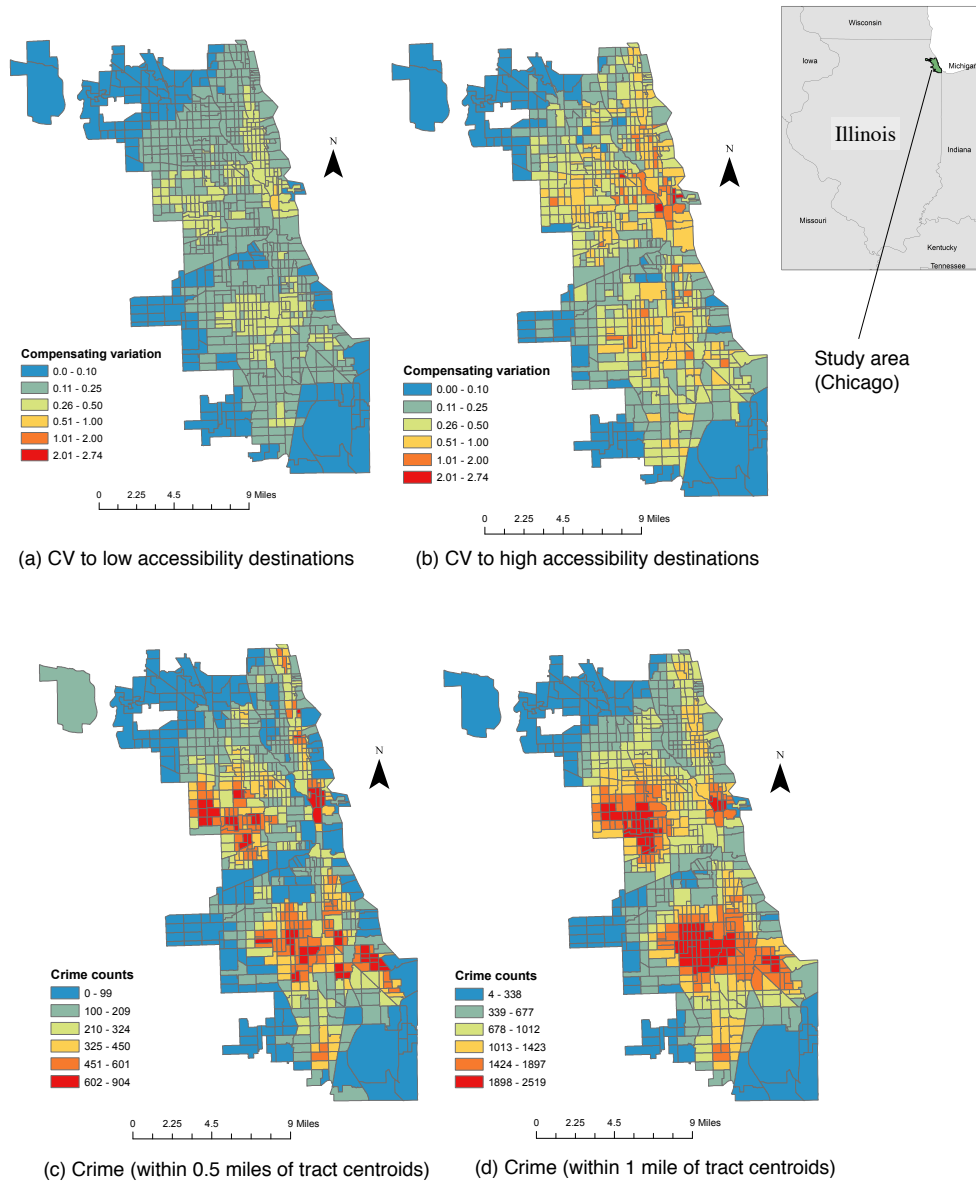 N
Compensating variation
0.0 - 0.10
0.11 - 0.25
0.26 - 0.50
0.51 - 1.00
1.01 - 2.00
2.01 - 2.74
0 2.25 4.5 9 Miles
(a) CV to low accessibility destinations
N
Compensating variation
0.00 - 0.10
0.11 - 0.25
0.26 - 0.50
0.51 - 1.00
1.01 - 2.00
2.01 - 2.74
0 2.25 4.5 9 Miles
(b) CV to high accessibility destinations
Wisconsin
Iowa
Michigan
Illinois
Indiana
Missouri
Kentucky
Tennessee
Study area
(Chicago)
N
Crime counts
0 - 99
100 - 209
210 - 324
325 - 450
451 - 601
602 - 904
0 2.25 4.5 9 Miles
(c) Crime (within 0.5 miles of tract centroids)
N
Crime counts
4 - 338
339 - 677
678 - 1012
1013 - 1423
1424 - 1897
1898 - 2519
0 2.25 4.5 9 Miles
(d) Crime (within 1 mile of tract centroids)